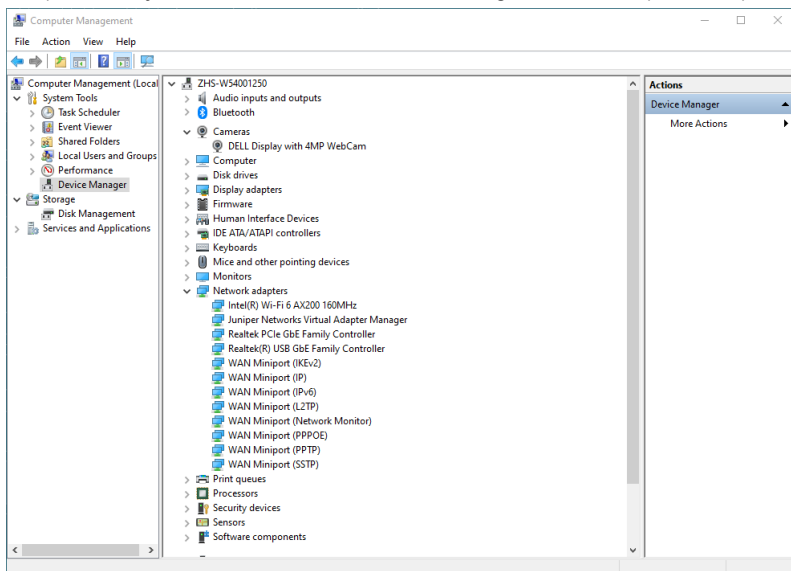 Computer Management
File Action View Help
Computer Management (Local
System Tools
Task Scheduler
Event Viewer
Shared Folders
Local Users and Groups
Performance
Device Manager
Storage
Disk Management
Services and Applications
ZHS-W54001250
Audio inputs and outputs
Bluetooth
Cameras
DELL Display with 4MP WebCam
Computer
Disk drives
Display adapters
Firmware
Human Interface Devices
IDE ATA/ATAPI controllers
Keyboards
Mice and other pointing devices
Monitors
Network adapters
Intel(R) Wi-Fi 6 AX200 160MHz
Juniper Networks Virtual Adapter Manager
Realtek PCIe GbE Family Controller
Realtek(R) USB GbE Family Controller
WAN Miniport (IKEv2)
WAN Miniport (IP)
WAN Miniport (IPv6)
WAN Miniport (L2TP)
WAN Miniport (Network Monitor)
WAN Miniport (PPPOE)
WAN Miniport (PPTP)
WAN Miniport (SSTP)
Print queues
Processors
Security devices
Sensors
Software components
Actions
Device Manager
More Actions